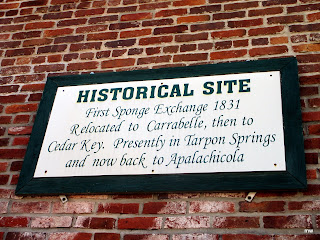 HISTORICAL SITE
First Sponge Exchange 1831
Relocated to Carrabelle, then to
Cedar Key. Presently in Tarpon Springs
and now back to Apalachicola